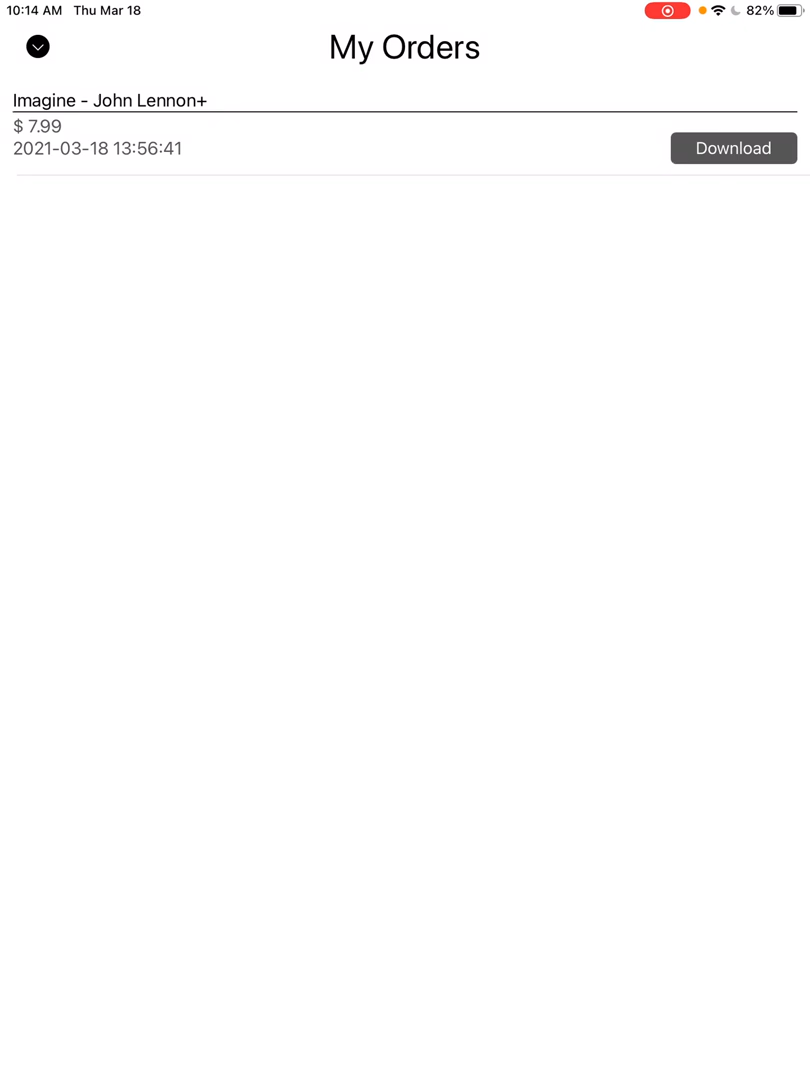 10:14 AM Thu Mar 18 82%
My Orders
Imagine - John Lennon+
$ 7.99
2021-03-18 13:56:41
Download